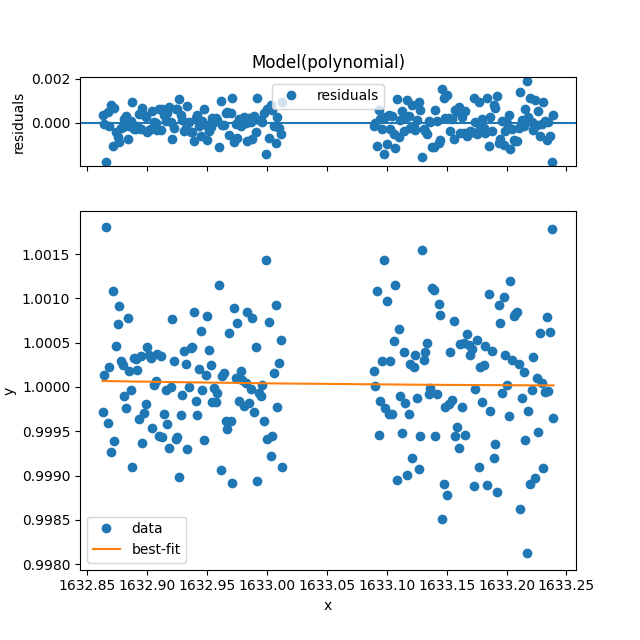 Model(polynomial)
residuals
0.002
0.000
residuals
y
1.0015
1.0010
1.0005
1.0000
0.9995
0.9990
0.9985
0.9980
data
best-fit
1632.85 1632.90 1632.95 1633.00 1633.05 1633.10 1633.15 1633.20 1633.25
x